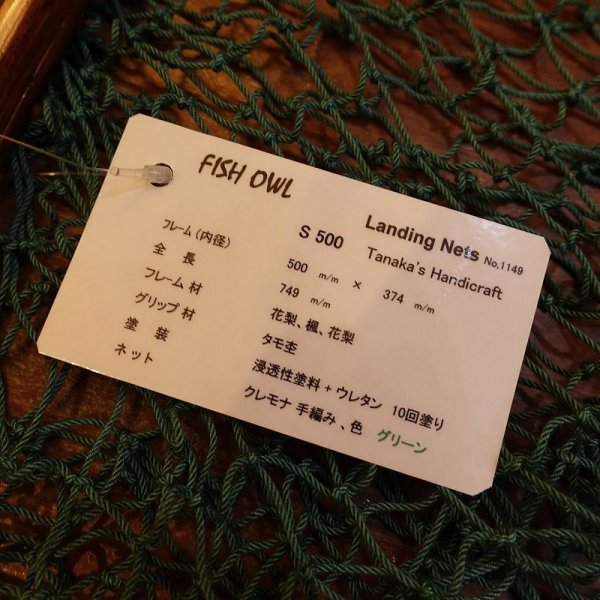 FISH OWL
S 500 Landing Nets No.1149
Tanaka's Handicraft
フレーム(内径) 500 m/m × 374 m/m
全長 749 m/m
フレーム材 花梨、楓、花梨
グリップ材 タモ杢
塗装 浸透性塗料+ウレタン 10回塗り
ネット クレモナ 手編み、色 グリーン